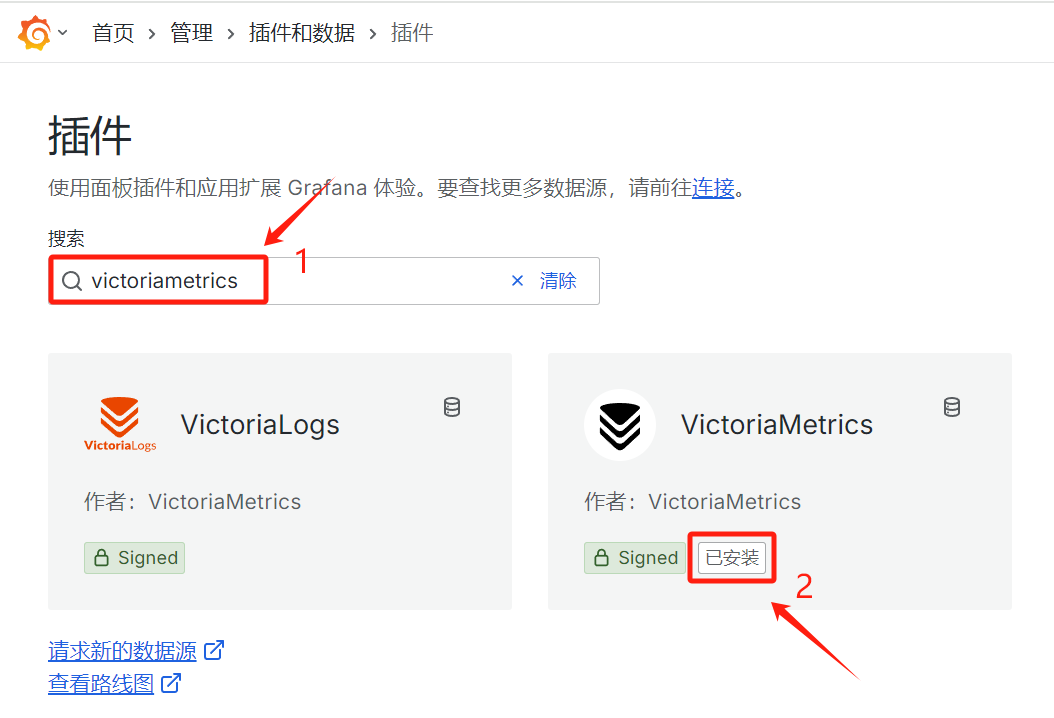 首页 › 管理 › 插件和数据 › 插件
插件
使用面板插件和应用扩展 Grafana 体验。要查找更多数据源，请前往连接。
搜索
1
victoriametrics
× 清除
VictoriaLogs
VictoriaLogs
作者：VictoriaMetrics
Signed
VictoriaMetrics
作者：VictoriaMetrics
Signed 已安装
2
请求新的数据源
查看路线图